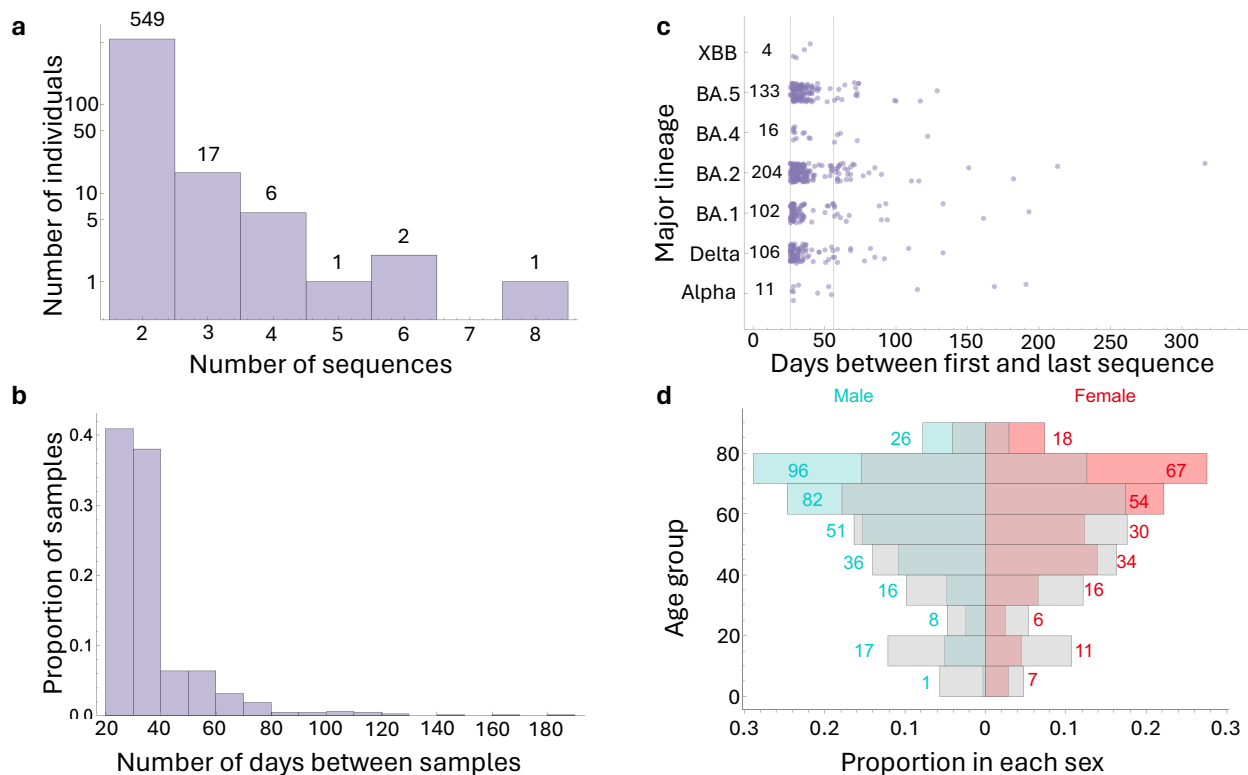 a
549
17
6
1
2
1
100
50
10
5
1
2 3 4 5 6 7 8
Number of individuals
Number of sequences
b
0.4
0.3
0.2
0.1
0.0
20 40 60 80 100 120 140 160 180
Proportion of samples
Number of days between samples
c
XBB 4
BA.5 133
BA.4 16
BA.2 204
BA.1 102
Delta 106
Alpha 11
0 50 100 150 200 250 300
Major lineage
Days between first and last sequence
d
Male Female
26 18
80
96 67
82 54
60
51 30
36 34
40
16 16
8 6
20
17 11
1 7
0
0.3 0.2 0.1 0 0.1 0.2 0.3
Age group
Proportion in each sex